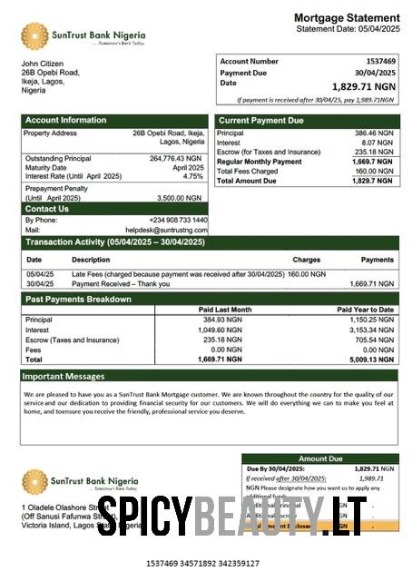 Mortgage Statement
Statement Date: 05/04/2025
SunTrust Bank Nigeria
...Tomorrow's Bank Today
John Citizen
26B Opebi Road,
Ikeja, Lagos,
Nigeria
Account Number 1537469
Payment Due 30/04/2025
Date
1,829.71 NGN
If payment is received after 30/04/25, pay 1,989.71NGN
Account Information
Property Address 26B Opebi Road, Ikeja,
Lagos, NGN
Outstanding Principal 264,776.43 NGN
Maturity Date April 2025
Interest Rate (Until April 2025) 4.75%
Prepayment Penalty
(Until April 2025) 3,500.00 NGN
Current Payment Due
Principal 386.46 NGN
Interest 8.07 NGN
Escrow (for Taxes and Insurance) 235.18 NGN
Regular Monthly Payment 1,669.7 NGN
Total Fees Charged 160.00 NGN
Total Amount Due 1,829.7 NGN
Contact Us
By Phone: +234 908 733 1440
Mail: helpdesk@suntrustng.com
Transaction Activity (05/04/2025 – 30/04/2025)
Date Description Charges Payments
05/04/25 Late Fees (charged because payment was received after 30/04/2025) 160.00 NGN
30/04/25 Payment Received – Thank you 1,669.71 NGN
Past Payments Breakdown
Paid Last Month Paid Year to Date
Principal 384.93 NGN 1,150.25 NGN
Interest 1,049.60 NGN 3,153.34 NGN
Escrow (Taxes and Insurance) 235.18 NGN 705.54 NGN
Fees 0.00 NGN 0.00 NGN
Total 1,669.71 NGN 5,009.13 NGN
Important Messages
We are pleased to have you as a SunTrust Bank Mortgage customer. We are known throughout the country for the quality of our
serviceand our dedication to providing financial security for our customers. We will do everything we can to make you feel at
home, and toensure you receive the friendly, professional service you deserve.
SunTrust Bank Nigeria
...Tomorrow's Bank Today
1 Oladele Olashore Street
(Off Sanusi Fafunwa Street),
Victoria Island, Lagos State, Nigeria
Amount Due
Due By 30/04/2025: 1,829.71 NGN
If received after 30/04/2025: 1,989.71
NGN Please designate how you want us to apply any
additional funds.
SPICYBEAUTY.LT
1537469 34571892 342359127